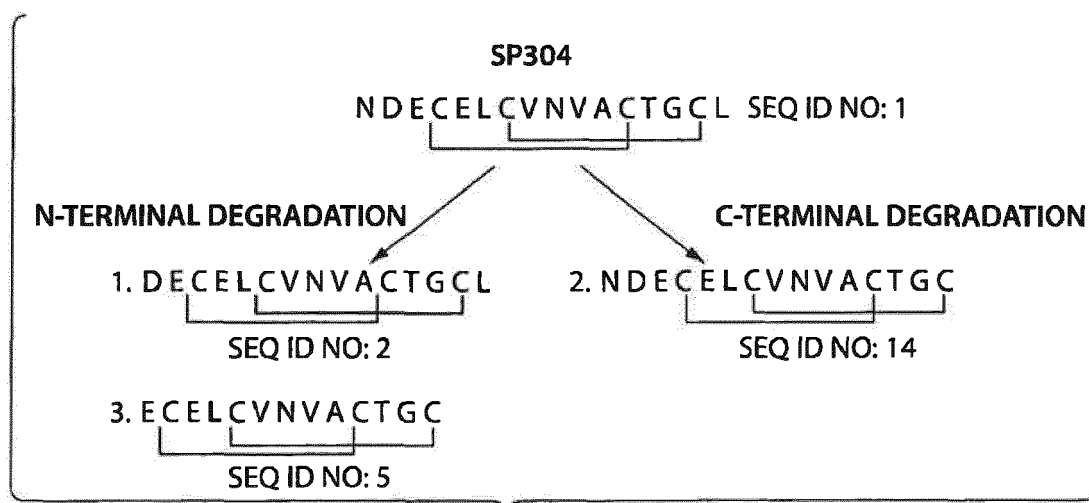 SP304
N D E C E L C V N V A C T G C L SEQ ID NO: 1
N-TERMINAL DEGRADATION
C-TERMINAL DEGRADATION
1. D E C E L C V N V A C T G C L
2. N D E C E L C V N V A C T G C
SEQ ID NO: 2
SEQ ID NO: 14
3. E C E L C V N V A C T G C
SEQ ID NO: 5